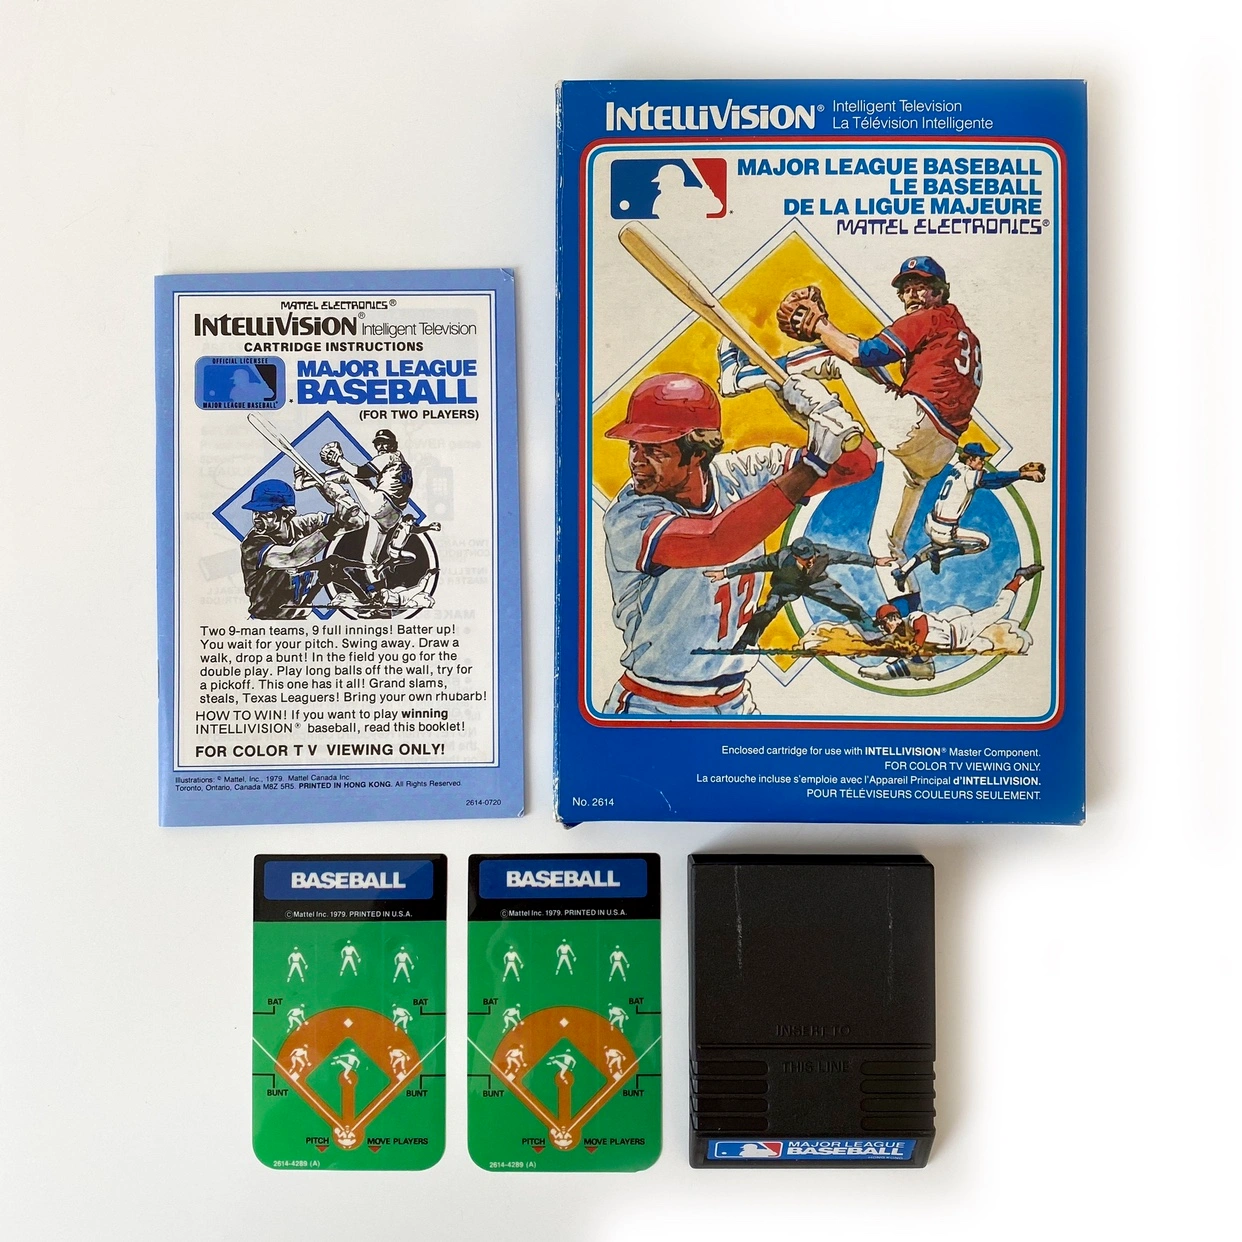 INTELLIVISION® Intelligent Television
La Télévision Intelligente
MAJOR LEAGUE BASEBALL
LE BASEBALL
DE LA LIGUE MAJEURE
MATTEL ELECTRONICS®
38
12
Enclosed cartridge for use with INTELLIVISION® Master Component.
FOR COLOR TV VIEWING ONLY.
La cartouche incluse s'emploie avec l'Appareil Principal d'INTELLIVISION.
No. 2614
POUR TÉLÉVISEURS COULEURS SEULEMENT.
MATTEL ELECTRONICS®
INTELLIVISION® Intelligent Television
CARTRIDGE INSTRUCTIONS
OFFICIAL LICENSEE
MAJOR LEAGUE BASEBALL
MAJOR LEAGUE
BASEBALL
(FOR TWO PLAYERS)
12
Two 9-man teams, 9 full innings! Batter up!
You wait for your pitch. Swing away. Draw a
walk, drop a bunt! In the field you go for the
double play. Play long balls off the wall, try for
a pickoff. This one has it all! Grand slams,
steals, Texas Leaguers! Bring your own rhubarb!
HOW TO WIN! If you want to play winning
INTELLIVISION® baseball, read this booklet!
FOR COLOR T V VIEWING ONLY!
Illustrations: © Mattel, Inc., 1979. Mattel Canada Inc.
Toronto, Ontario, Canada M8Z 5R5. PRINTED IN HONG KONG. All Rights Reserved.
2614-0720
BASEBALL
© Mattel Inc. 1979. PRINTED IN U.S.A.
BAT BAT
BUNT BUNT
PITCH MOVE PLAYERS
2614-4289 (A)
BASEBALL
© Mattel Inc. 1979. PRINTED IN U.S.A.
BAT BAT
BUNT BUNT
PITCH MOVE PLAYERS
2614-4289 (A)
INSERT TO
THIS LINE
MAJOR LEAGUE
BASEBALL